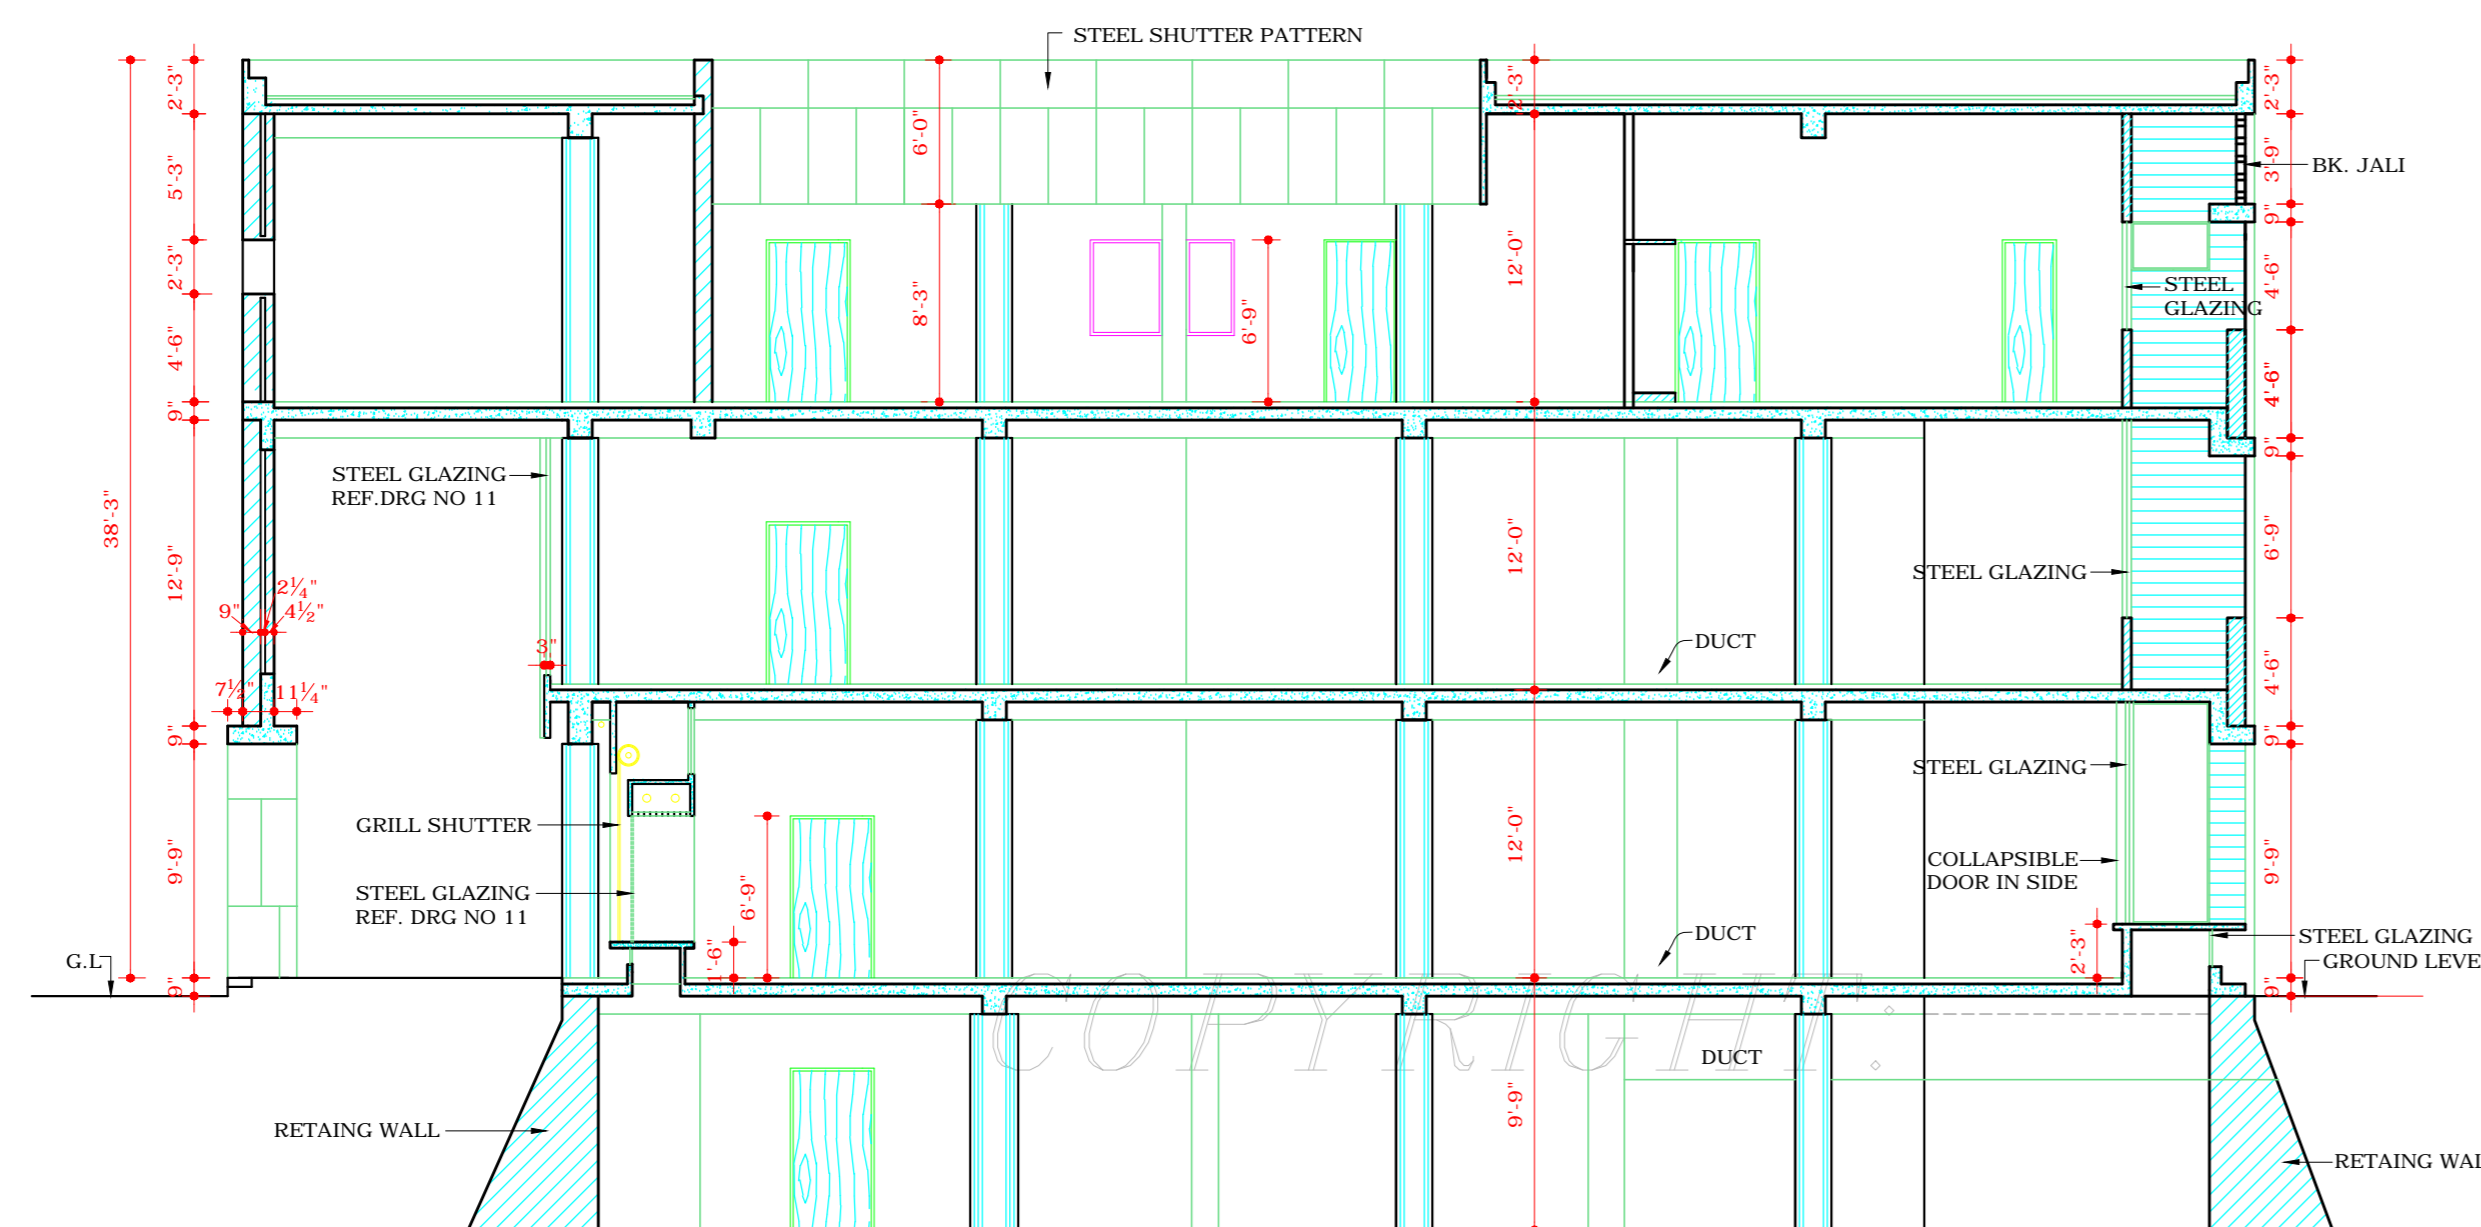 STEEL SHUTTER PATTERN
2'-3"
2'-3"
2'-3"
6'-0"
5'-3"
3'-9"
BK. JALI
9"
2'-3"
8'-3"
6'-9"
12'-0"
4'-6"
STEEL
GLAZING
4'-6"
4'-6"
9"
9"
38'-3"
STEEL GLAZING
REF.DRG NO 11
12'-9"
12'-0"
6'-9"
STEEL GLAZING
2¼"
9"
4½"
3"
DUCT
4'-6"
7½"
11¼"
9"
9"
STEEL GLAZING
GRILL SHUTTER
12'-0"
9'-9"
9'-9"
COLLAPSIBLE
DOOR IN SIDE
STEEL GLAZING
REF. DRG NO 11
6'-9"
1'-6"
DUCT
2'-3"
STEEL GLAZING
G.L
GROUND LEVE
9"
9"
COPYRIGHT:
DUCT
9'-9"
RETAING WALL
RETAING WAL